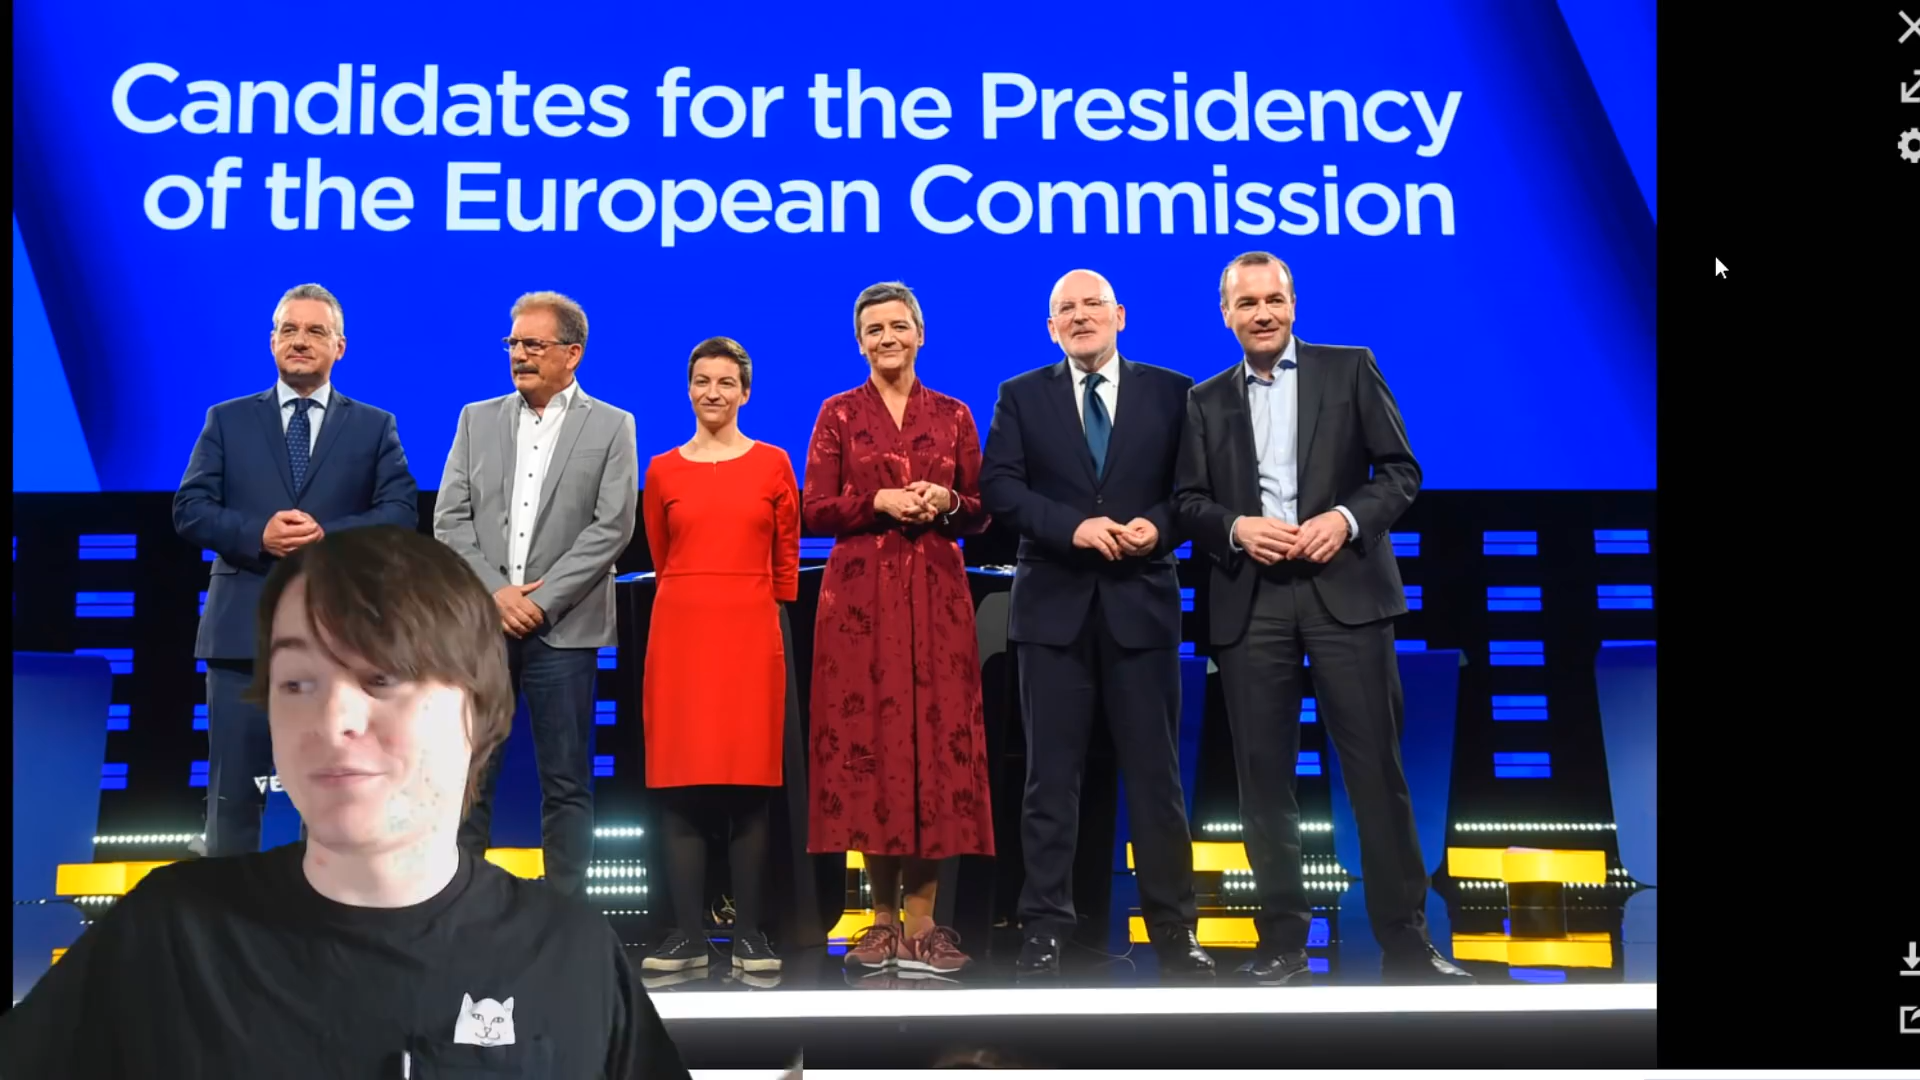 Candidates for the Presidency
of the European Commission